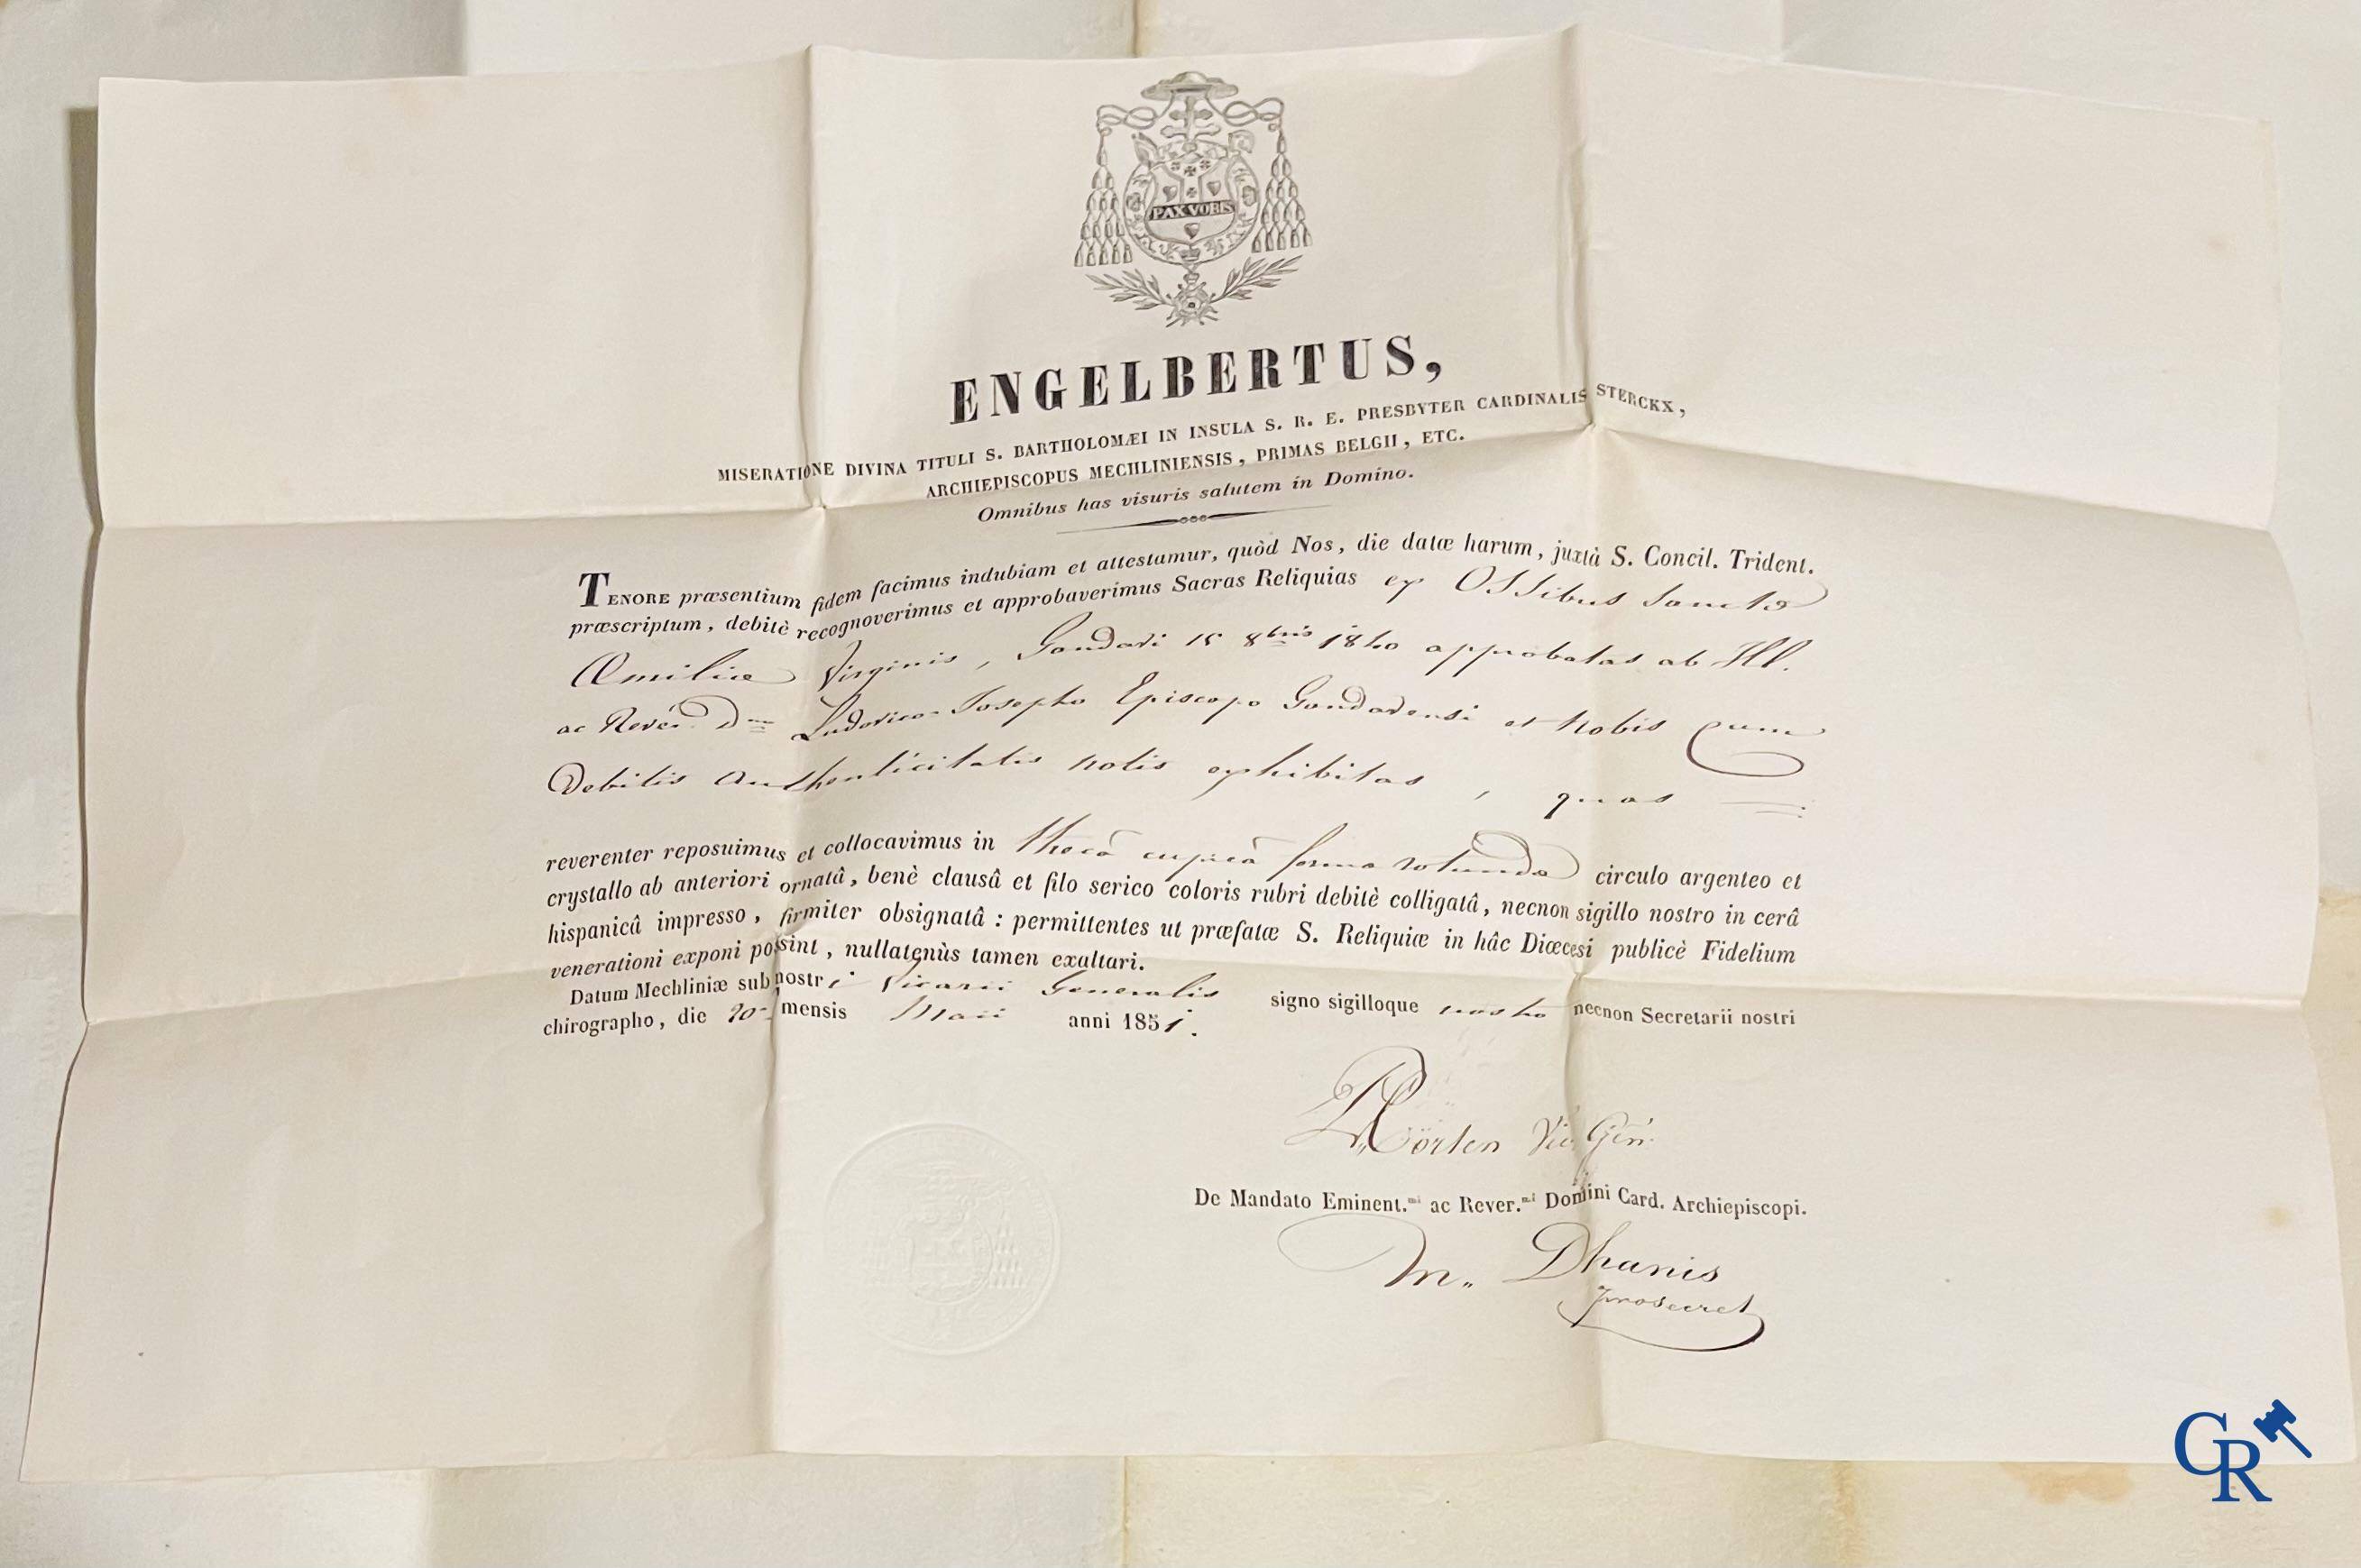 PAX VOBIS
ENGELBERTUS,
MISERATIONE DIVINA TITULI S. BARTHOLOMÆI IN INSULA S. R. E. PRESBYTER CARDINALIS STERCKX,
ARCHIEPISCOPUS MECHLINIENSIS, PRIMAS BELGII, ETC.
Omnibus has visuris salutem in Domino.
TENORE præsentium fidem facimus indubiam et attestamur, quòd Nos, die datæ harum, juxtà S. Concil. Trident.
præscriptum, debitè recognoverimus et approbaverimus Sacras Reliquias ex Ossibus Sanctæ
Æmiliæ Virginis, Gandavi 15 8bris 1840 approbatas ab Ill.
ac Rever. Dno Ludovico-Josepho Episcopo Gandavensi et Nobis cum
Debitis Authenticitatis notis exhibitas, quas
reverenter reposuimus et collocavimus in thecâ cupreâ forma rotunda circulo argenteo et
crystallo ab anteriori ornatâ, benè clausâ et filo serico coloris rubri debitè colligatâ, necnon sigillo nostro in cerâ
hispanicâ impresso, firmiter obsignatâ : permittentes ut præfatæ S. Reliquiæ in hâc Diœcesi publicè Fidelium
venerationi exponi possint, nullatenùs tamen exaltari.
Datum Mechliniæ sub nostri Vicarii Generalis signo sigilloque nostro necnon Secretarii nostri
chirographo, die 20 mensis Maii anni 1851.
Vic. Gen.
De Mandato Eminent.mi ac Rever.mi Domini Card. Archiepiscopi.
M. Dhanis
prosecret
CR